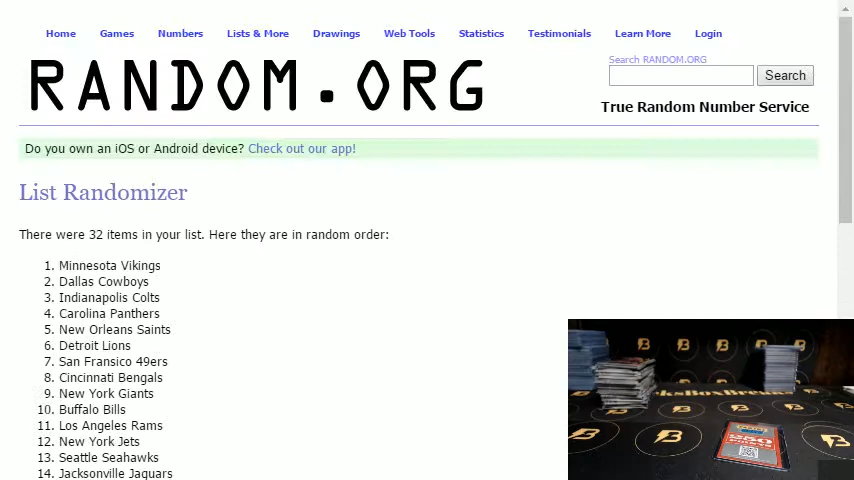 Home Games Numbers Lists & More Drawings Web Tools Statistics Testimonials Learn More Login
RANDOM.ORG
Search RANDOM.ORG
Search
True Random Number Service
Do you own an iOS or Android device? Check out our app!
List Randomizer
There were 32 items in your list. Here they are in random order:
1. Minnesota Vikings
2. Dallas Cowboys
3. Indianapolis Colts
4. Carolina Panthers
5. New Orleans Saints
6. Detroit Lions
7. San Fransico 49ers
8. Cincinnati Bengals
9. New York Giants
10. Buffalo Bills
11. Los Angeles Rams
12. New York Jets
13. Seattle Seahawks
14. Jacksonville Jaquars